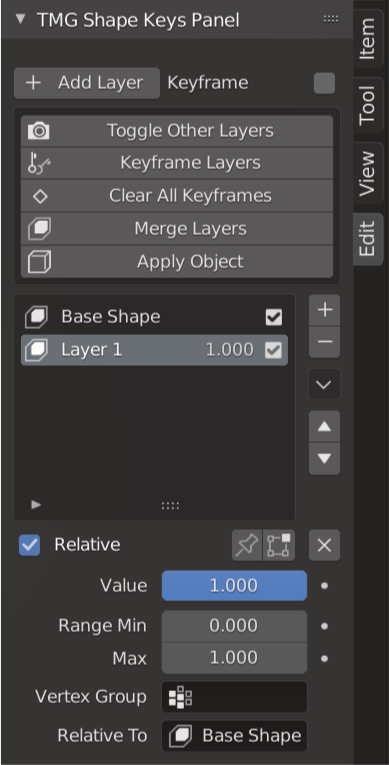 TMG Shape Keys Panel
Add Layer Keyframe
Toggle Other Layers
Keyframe Layers
Clear All Keyframes
Merge Layers
Apply Object
Base Shape
Layer 1 1.000
Relative
Value 1.000
Range Min 0.000
Max 1.000
Vertex Group
Relative To Base Shape
Item
Tool
View
Edit